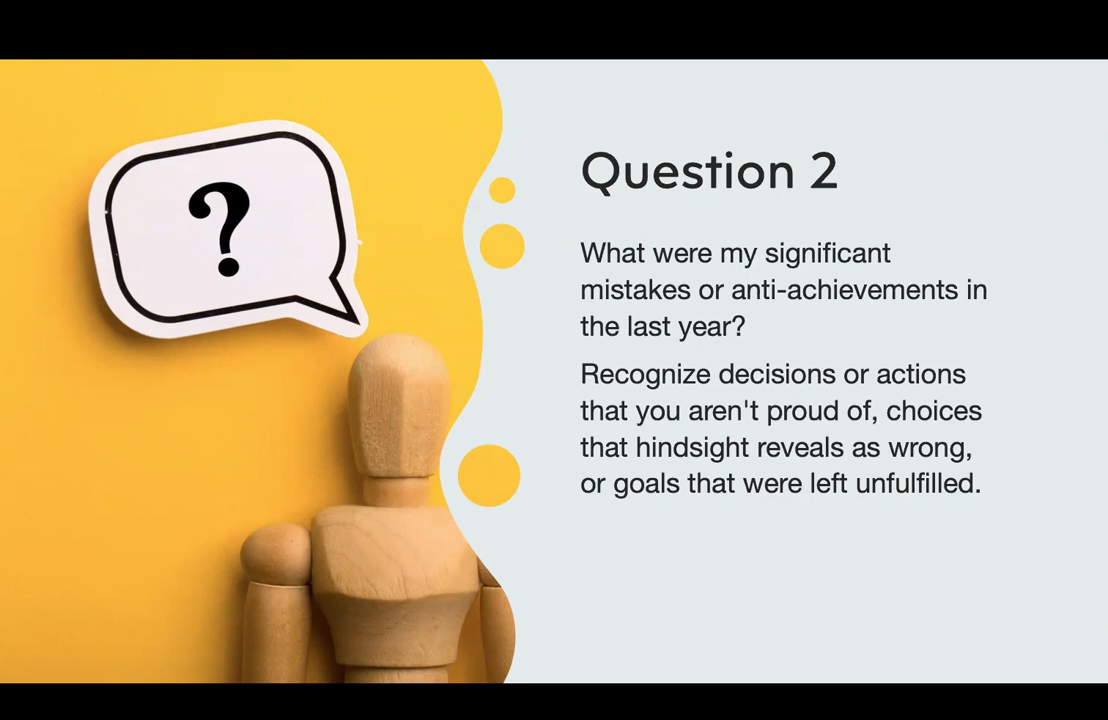 ?
Question 2
What were my significant
mistakes or anti-achievements in
the last year?
Recognize decisions or actions
that you aren't proud of, choices
that hindsight reveals as wrong,
or goals that were left unfulfilled.